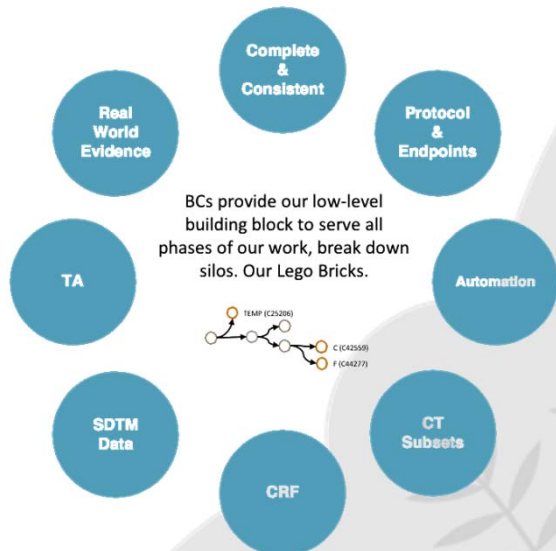 Complete
&
Consistent
Protocol
&
Endpoints
Automation
CT
Subsets
CRF
SDTM
Data
TA
Real
World
Evidence
BCs provide our low-level
building block to serve all
phases of our work, break down
silos. Our Lego Bricks.
TEMP (C25206)
C (C42559)
F (C44277)